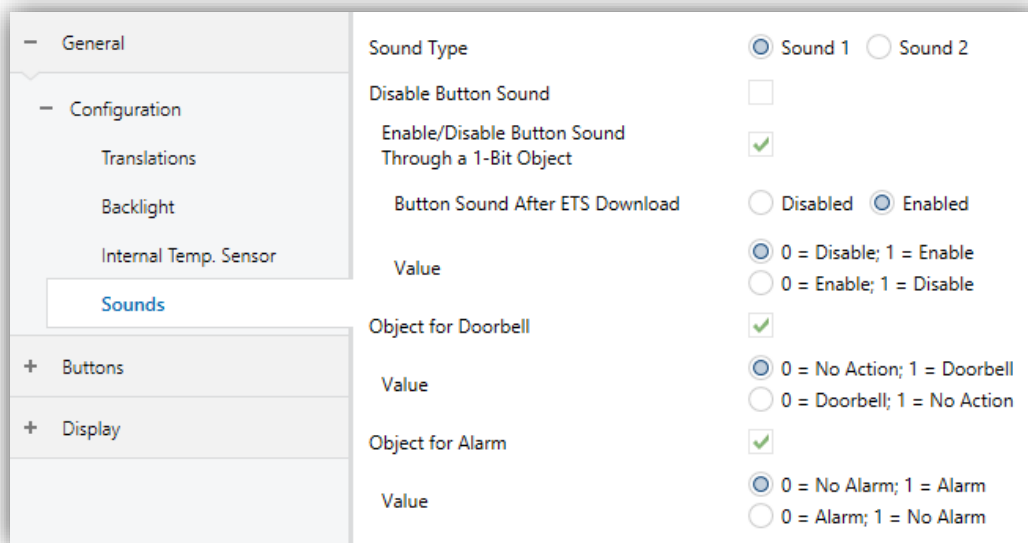 General
Configuration
Translations
Backlight
Internal Temp. Sensor
Sounds
Buttons
Display
Sound Type
Sound 1 Sound 2
Disable Button Sound
Enable/Disable Button Sound
Through a 1-Bit Object
Button Sound After ETS Download
Disabled Enabled
Value
0 = Disable; 1 = Enable
0 = Enable; 1 = Disable
Object for Doorbell
Value
0 = No Action; 1 = Doorbell
0 = Doorbell; 1 = No Action
Object for Alarm
Value
0 = No Alarm; 1 = Alarm
0 = Alarm; 1 = No Alarm